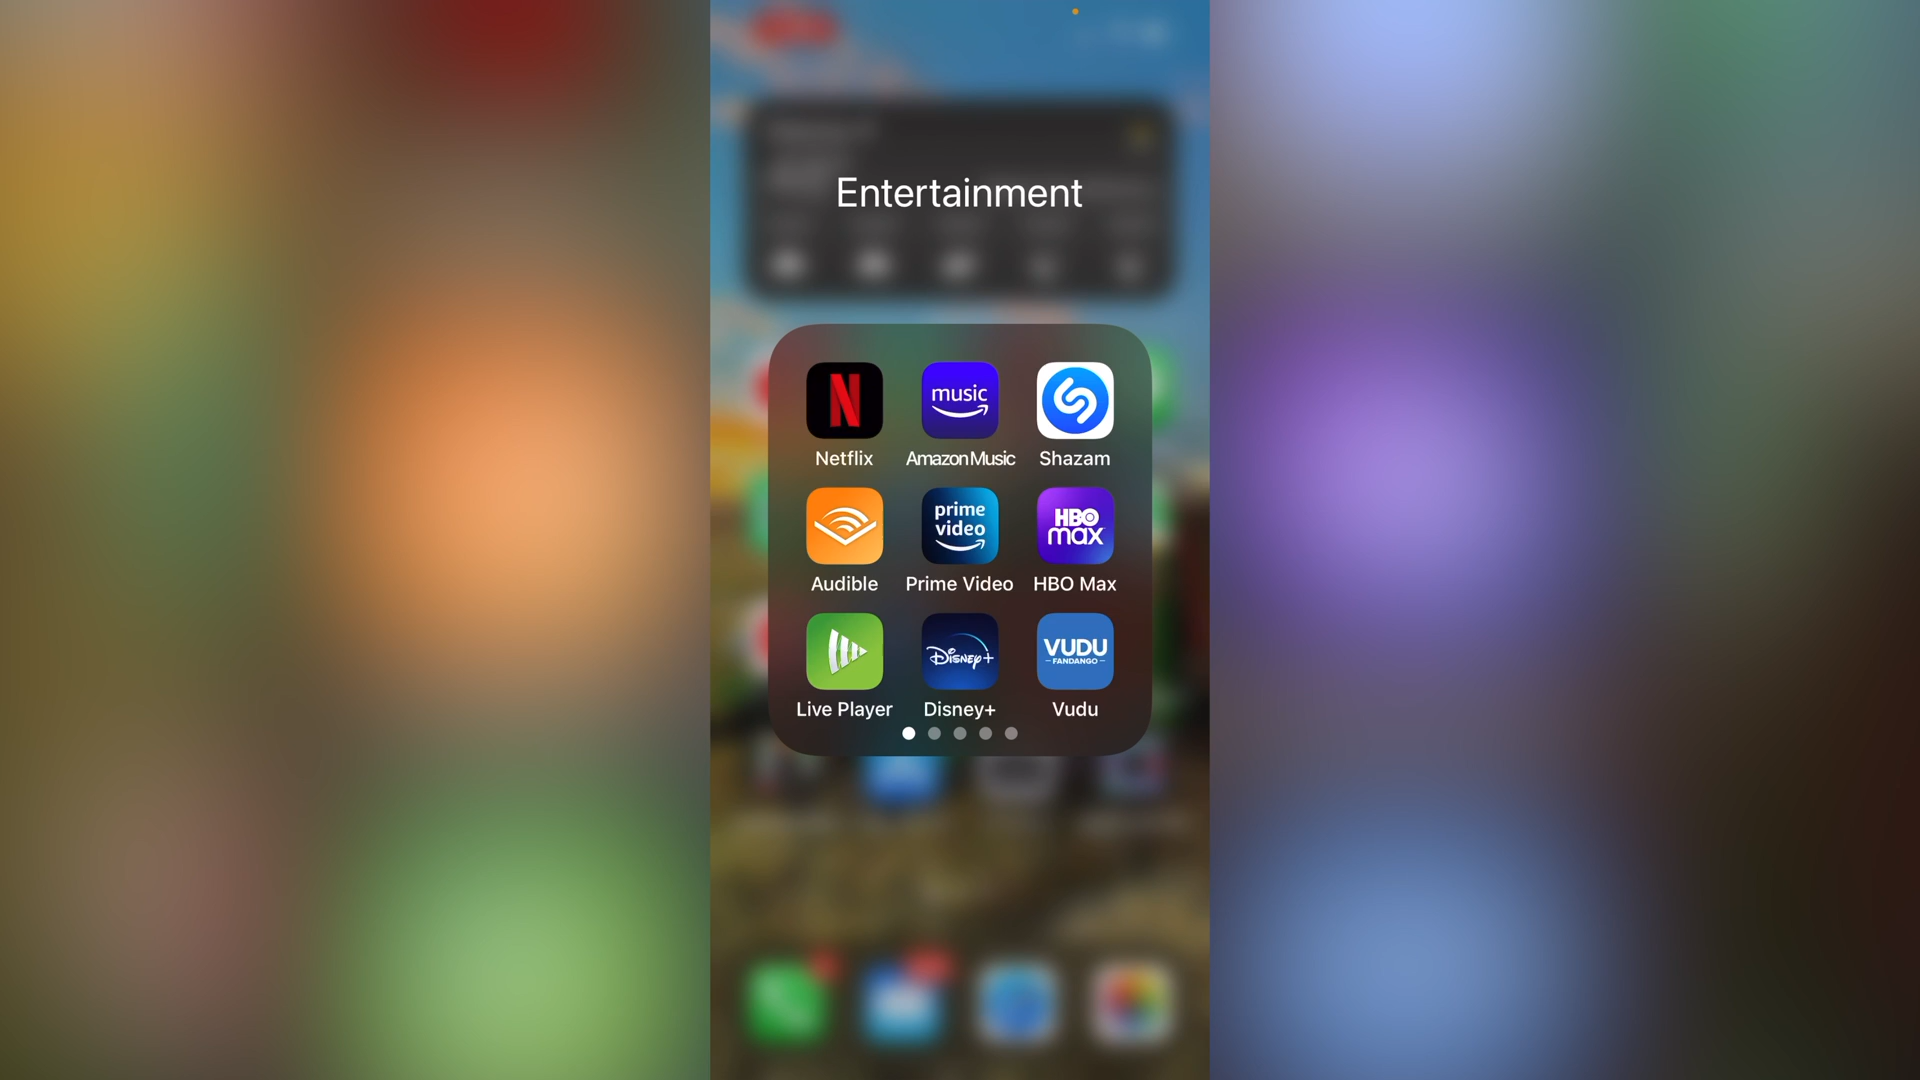 Entertainment
N
music
Netflix
Amazon Music
Shazam
prime
video
HBO
max
Audible
Prime Video
HBO Max
Disney+
VUDU
FANDANGO
Live Player
Disney+
Vudu